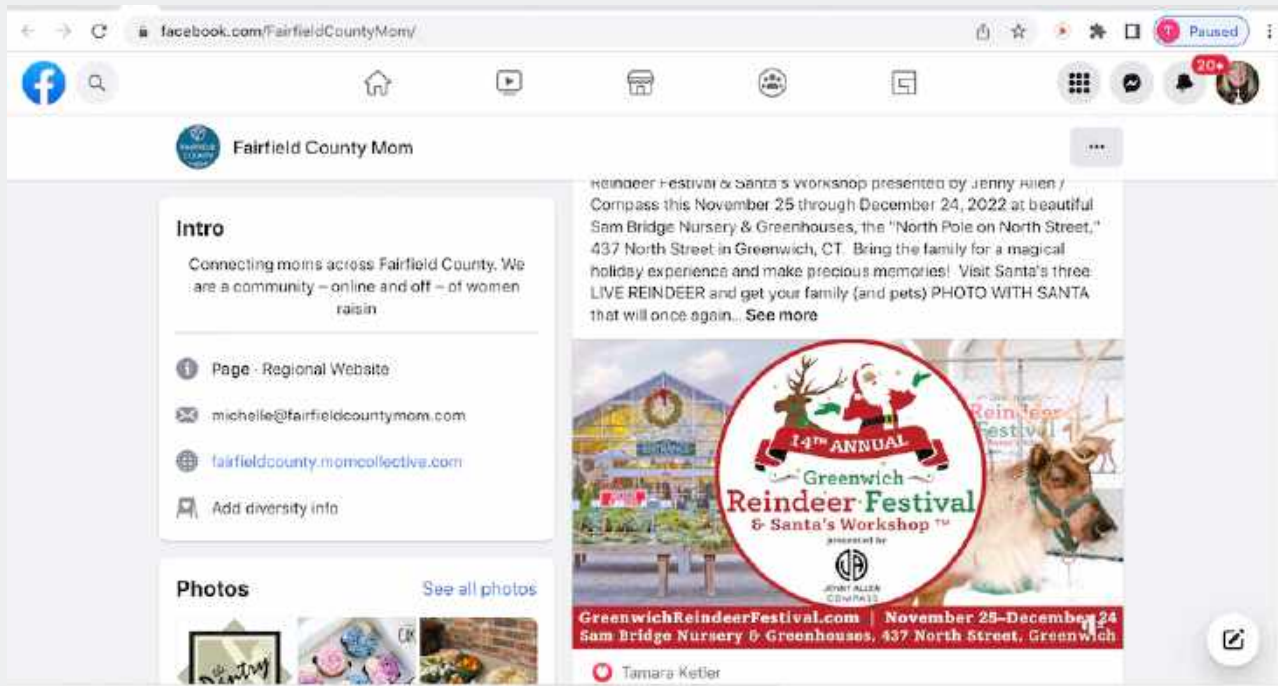 facebook.com/FairfieldCountyMom/
Paused
20+
Fairfield County Mom
Intro
Connecting moms across Fairfield County. We
are a community – online and off – of women
raisin
Page · Regional Website
michelle@fairfieldcountymom.com
fairfieldcounty.momcollective.com
Add diversity info
Photos
See all photos
Reindeer Festival & Santa's Workshop presented by Jenny Allen /
Compass this November 25 through December 24, 2022 at beautiful
Sam Bridge Nursery & Greenhouses, the "North Pole on North Street,"
437 North Street in Greenwich, CT. Bring the family for a magical
holiday experience and make precious memories! Visit Santa's three
LIVE REINDEER and get your family (and pets) PHOTO WITH SANTA
that will once again... See more
14TH ANNUAL
Greenwich
Reindeer Festival
& Santa's Workshop ™
presented by
JA
JENNY ALLEN
COMPASS
Reindeer
Festival
GreenwichReindeerFestival.com | November 25–December 24
Sam Bridge Nursery & Greenhouses, 437 North Street, Greenwich
Tamara Ketler